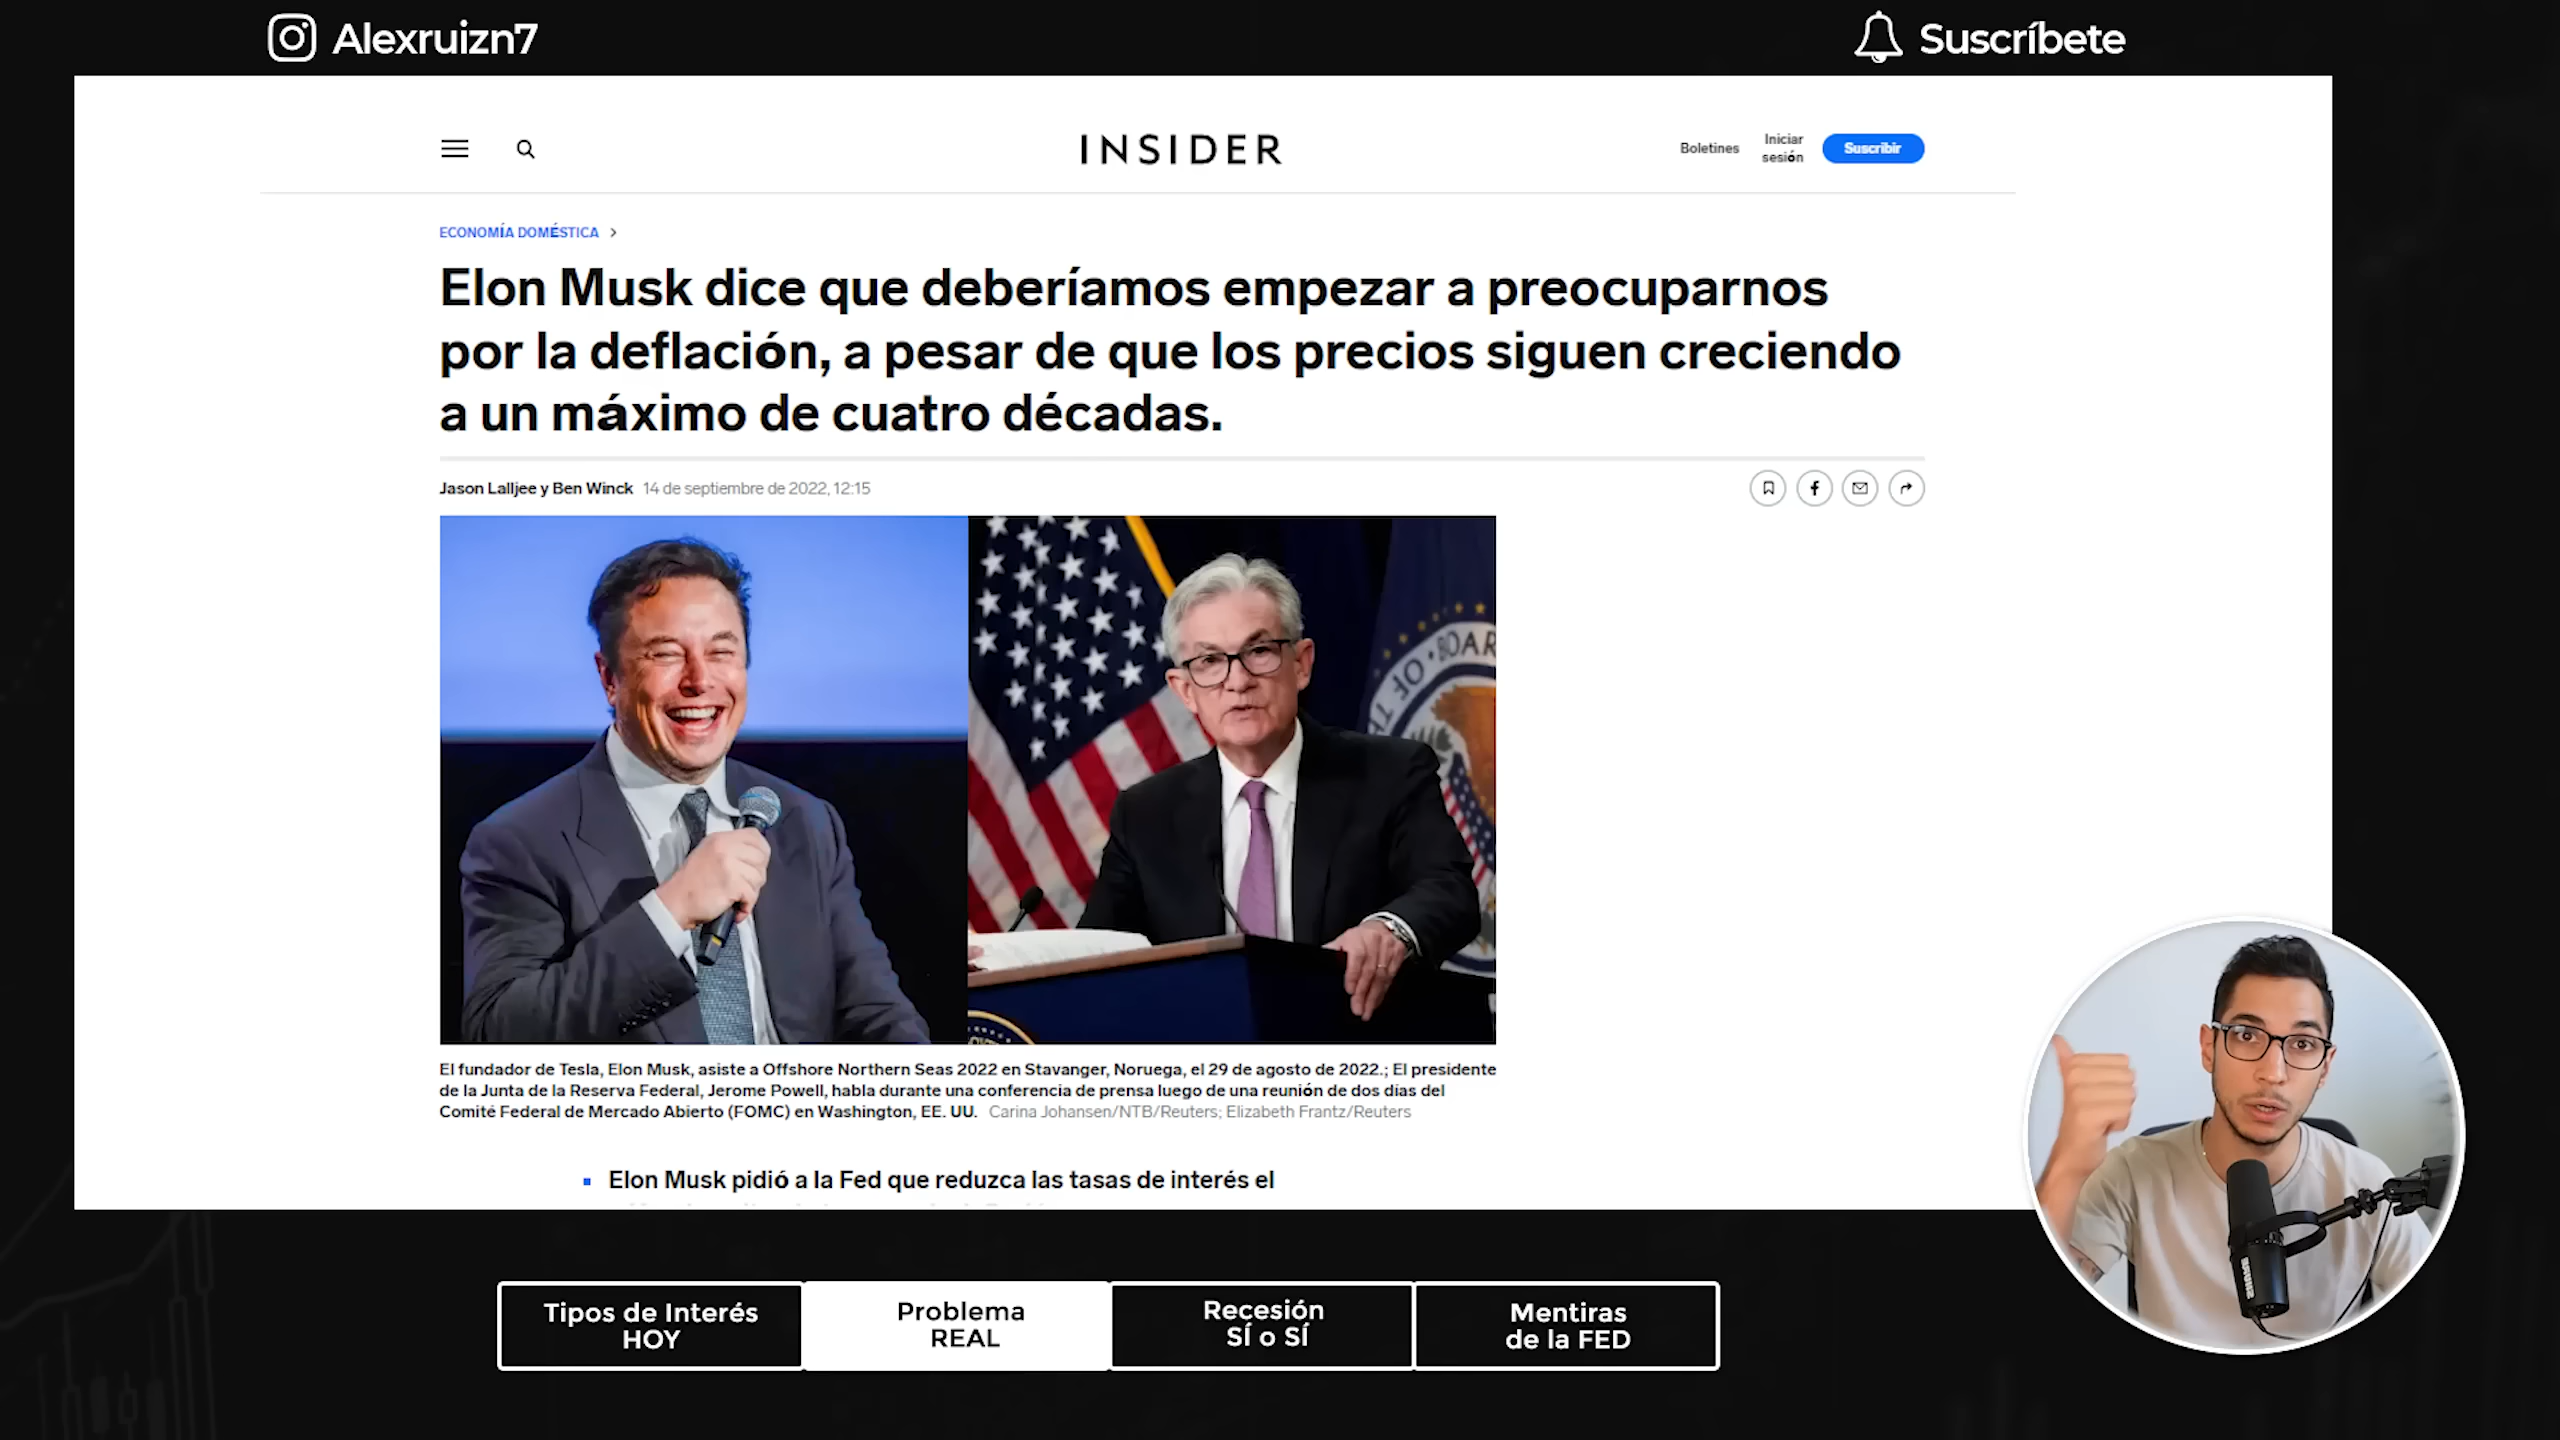 Alexruizn7
Suscríbete
INSIDER
Boletines
Iniciar
sesión
Suscribir
ECONOMÍA DOMÉSTICA
Elon Musk dice que deberíamos empezar a preocuparnos
por la deflación, a pesar de que los precios siguen creciendo
a un máximo de cuatro décadas.
Jason Lalljee y Ben Winck 14 de septiembre de 2022, 12:15
BOAR
OF T
El fundador de Tesla, Elon Musk, asiste a Offshore Northern Seas 2022 en Stavanger, Noruega, el 29 de agosto de 2022.; El presidente
de la Junta de la Reserva Federal, Jerome Powell, habla durante una conferencia de prensa luego de una reunión de dos días del
Comité Federal de Mercado Abierto (FOMC) en Washington, EE. UU. Carina Johansen/NTB/Reuters; Elizabeth Frantz/Reuters
Elon Musk pidió a la Fed que reduzca las tasas de interés el
Tipos de Interés
HOY
Problema
REAL
Recesión
SÍ o SÍ
Mentiras
de la FED